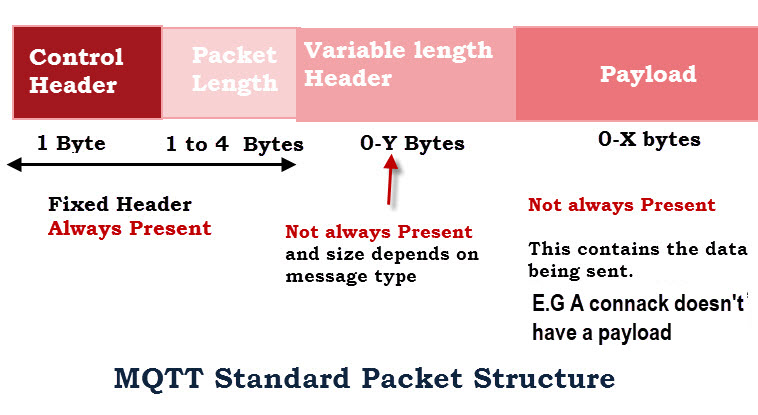 Control
Header
Packet
Length
Variable length
Header
Payload
1 Byte
1 to 4 Bytes
0-Y Bytes
0-X bytes
Fixed Header
Always Present
Not always Present
and size depends on
message type
Not always Present
This contains the data
being sent.
E.G A connack doesn't
have a payload
MQTT Standard Packet Structure